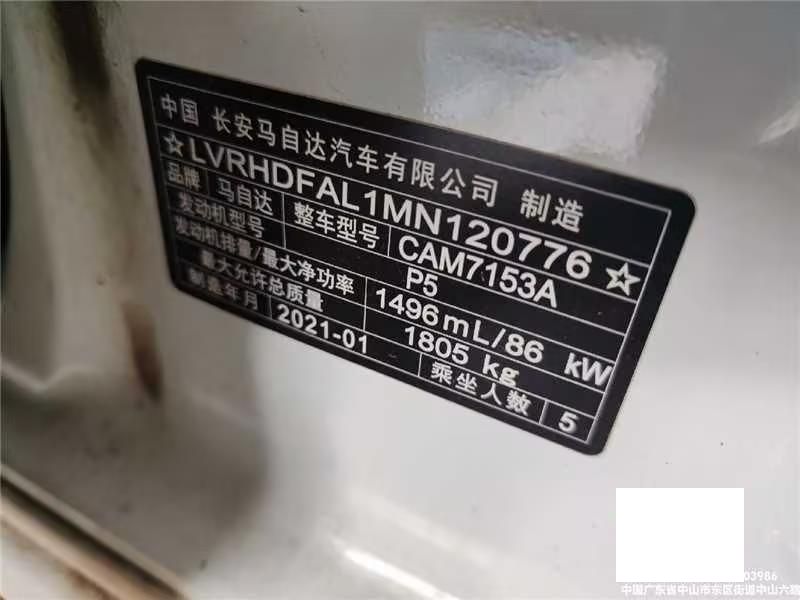 中国 长安马自达汽车有限公司 制造
☆LVRHDFAL1MN120776☆
品牌 马自达 整车型号 CAM7153A
发动机型号 P5
发动机排量/最大净功率 1496mL/86 kW
最大允许总质量 1805 kg
制造年月 2021-01 乘坐人数 5
03986
中国广东省中山市东区街道中山六路